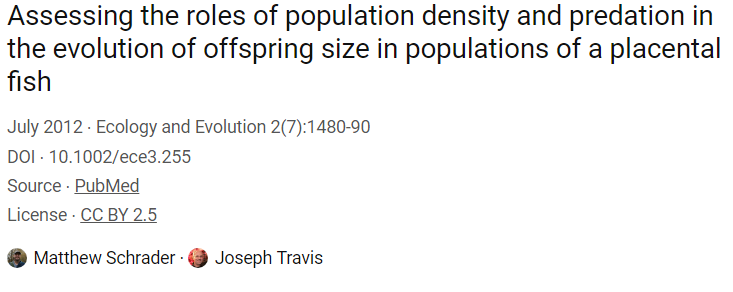 Assessing the roles of population density and predation in
the evolution of offspring size in populations of a placental
fish
July 2012 · Ecology and Evolution 2(7):1480-90
DOI · 10.1002/ece3.255
Source · PubMed
License · CC BY 2.5
Matthew Schrader · Joseph Travis